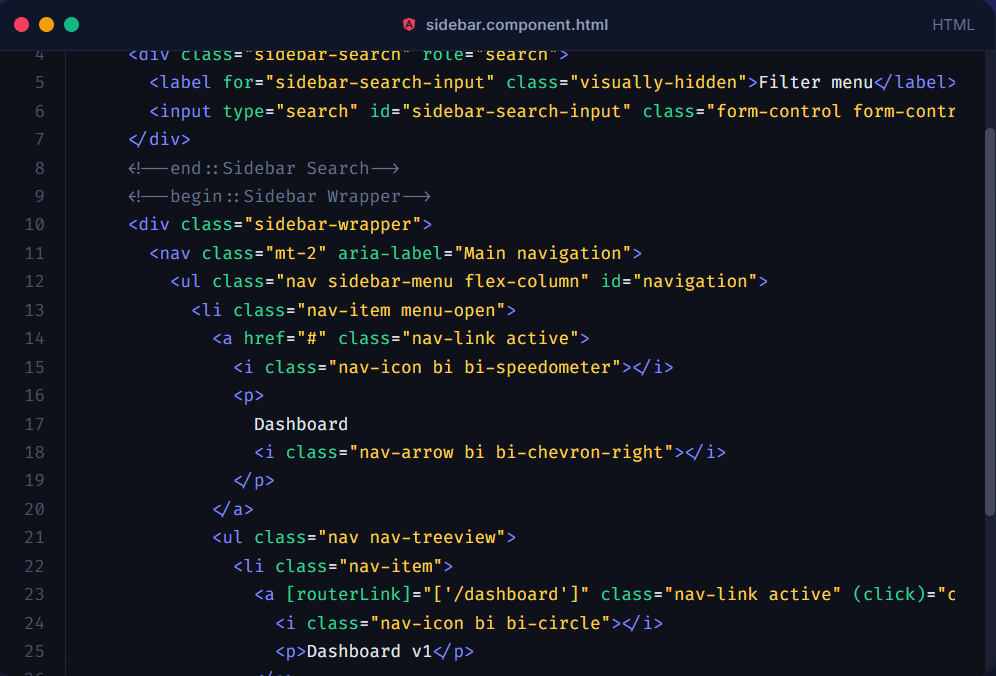 sidebar.component.html
HTML
4 <div class="sidebar-search" role="search">
5 <label for="sidebar-search-input" class="visually-hidden">Filter menu</label>
6 <input type="search" id="sidebar-search-input" class="form-control form-contr
7 </div>
8 <!--end::Sidebar Search-->
9 <!--begin::Sidebar Wrapper-->
10 <div class="sidebar-wrapper">
11 <nav class="mt-2" aria-label="Main navigation">
12 <ul class="nav sidebar-menu flex-column" id="navigation">
13 <li class="nav-item menu-open">
14 <a href="#" class="nav-link active">
15 <i class="nav-icon bi bi-speedometer"></i>
16 <p>
17 Dashboard
18 <i class="nav-arrow bi bi-chevron-right"></i>
19 </p>
20 </a>
21 <ul class="nav nav-treeview">
22 <li class="nav-item">
23 <a [routerLink]="['/dashboard']" class="nav-link active" (click)="c
24 <i class="nav-icon bi bi-circle"></i>
25 <p>Dashboard v1</p>